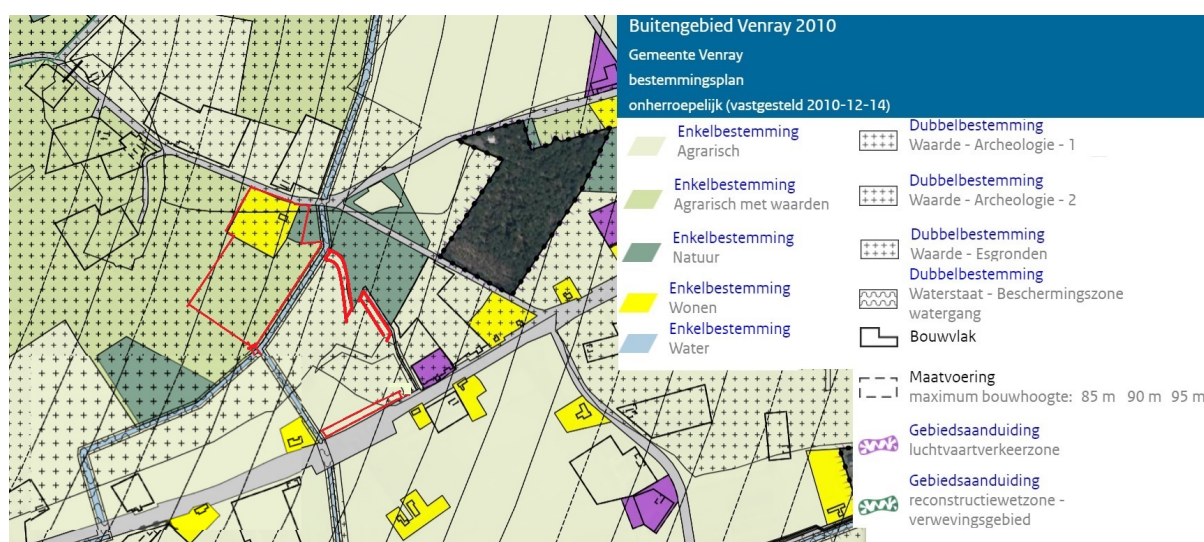 Buitengebied Venray 2010
Gemeente Venray
bestemmingsplan
onherroepelijk (vastgesteld 2010-12-14)
Enkelbestemming
Agrarisch
Enkelbestemming
Agrarisch met waarden
Enkelbestemming
Natuur
Enkelbestemming
Wonen
Enkelbestemming
Water
Dubbelbestemming
Waarde - Archeologie - 1
Dubbelbestemming
Waarde - Archeologie - 2
Dubbelbestemming
Waarde - Esgronden
Dubbelbestemming
Waterstaat - Beschermingszone
watergang
Bouwvlak
Maatvoering
maximum bouwhoogte: 85 m 90 m 95 m
Gebiedsaanduiding
luchtvaartverkeerzone
Gebiedsaanduiding
reconstructiewetzone -
verwevingsgebied